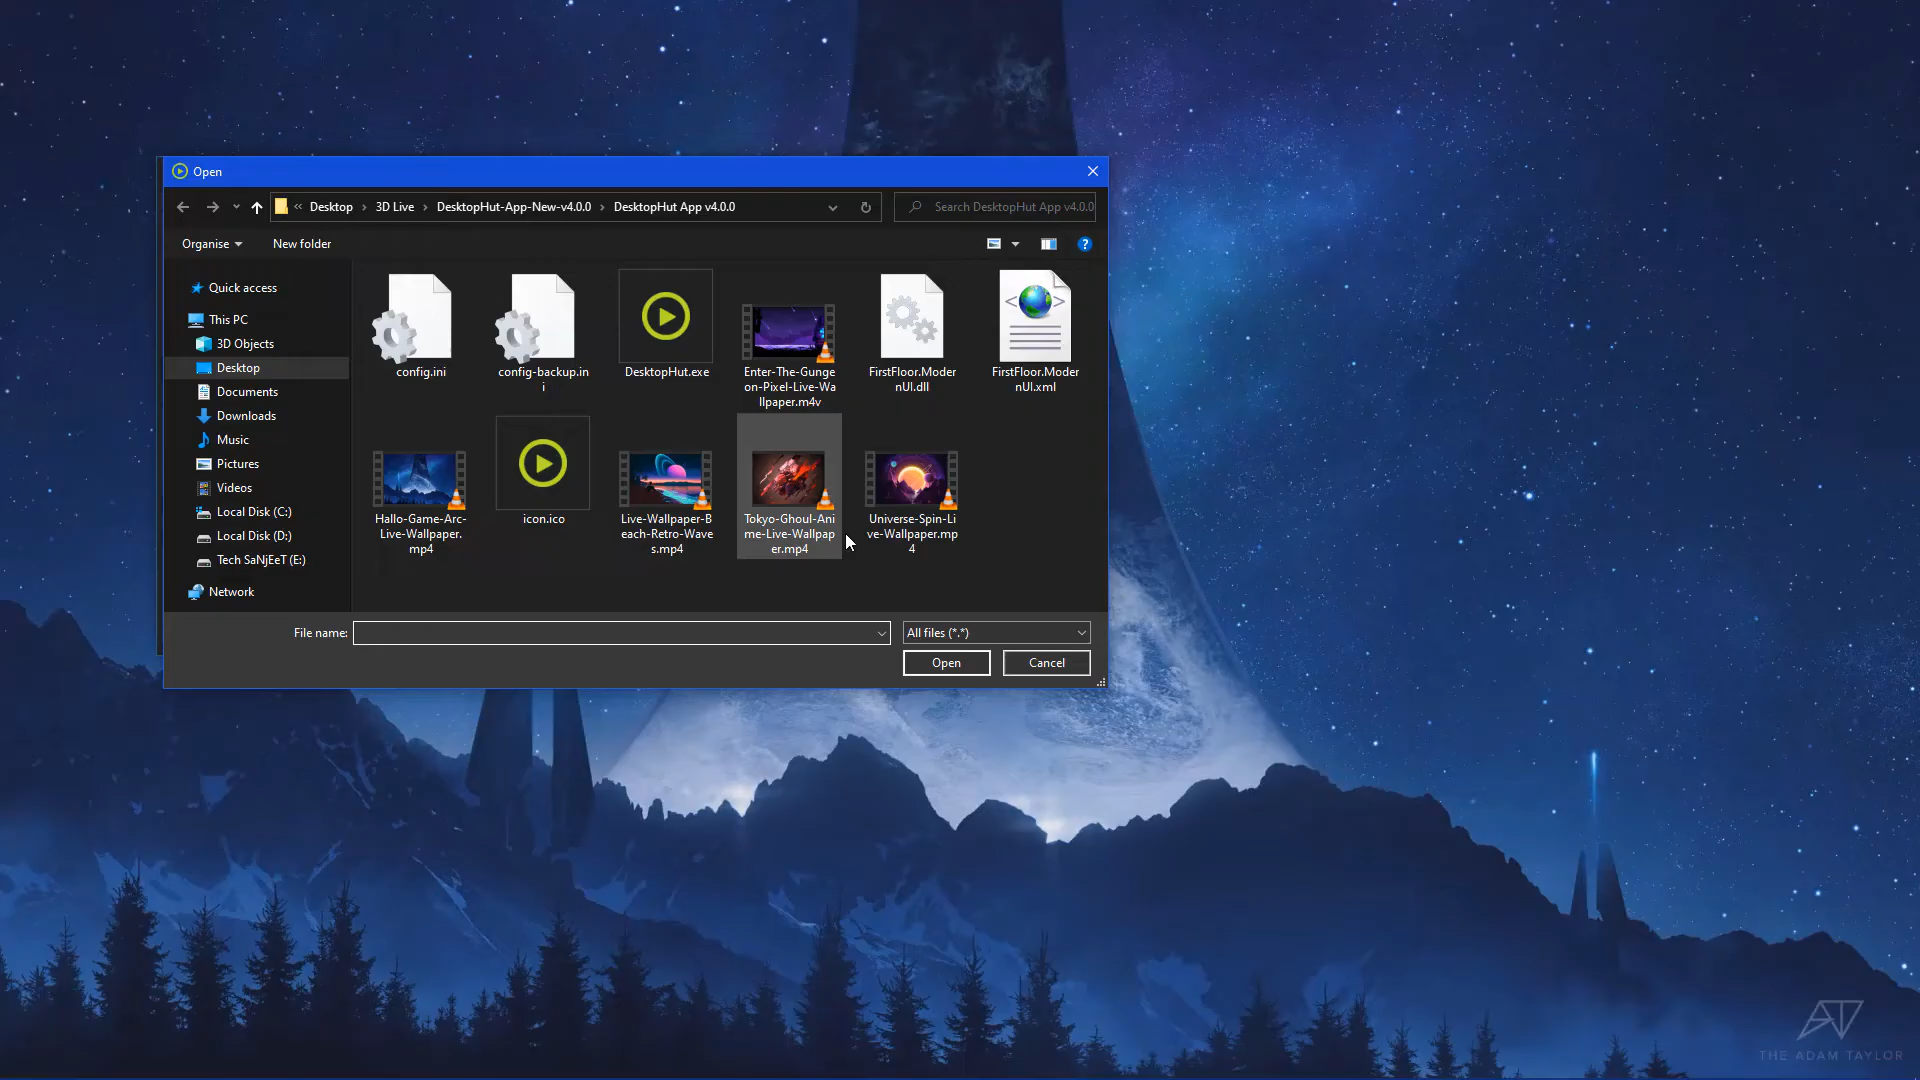 Open
« Desktop › 3D Live › DesktopHut-App-New-v4.0.0 › DesktopHut App v4.0.0
Search DesktopHut App v4.0.0
Organise
New folder
Quick access
This PC
3D Objects
Desktop
Documents
Downloads
Music
Pictures
Videos
Local Disk (C:)
Local Disk (D:)
Tech SaNjEeT (E:)
Network
config.ini
config-backup.in
i
DesktopHut.exe
Enter-The-Gunge
on-Pixel-Live-Wa
llpaper.m4v
FirstFloor.Moder
nUI.dll
FirstFloor.Moder
nUI.xml
Hallo-Game-Arc-
Live-Wallpaper.
mp4
icon.ico
Live-Wallpaper-B
each-Retro-Wave
s.mp4
Tokyo-Ghoul-Ani
me-Live-Wallpap
er.mp4
Universe-Spin-Li
ve-Wallpaper.mp
4
File name:
All files (*.*)
Open
Cancel
THE ADAM TAYLOR